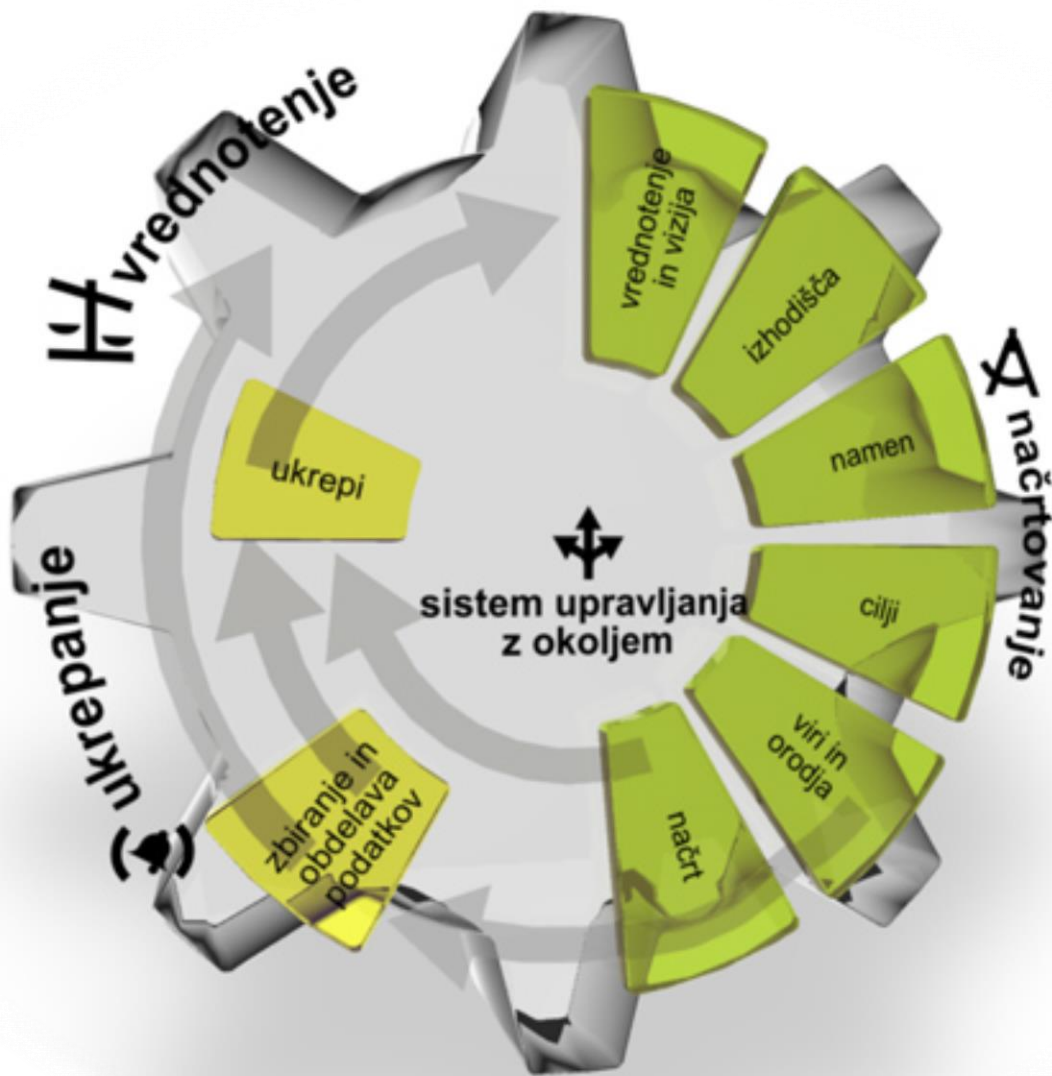 vrednotenje
vrednotenje
in vizija
izhodišča
namen
načrtovanje
cilji
viri in
orodja
načrt
zbiranje in
obdelava
podatkov
ukrepi
ukrepanje
sistem upravljanja
z okoljem